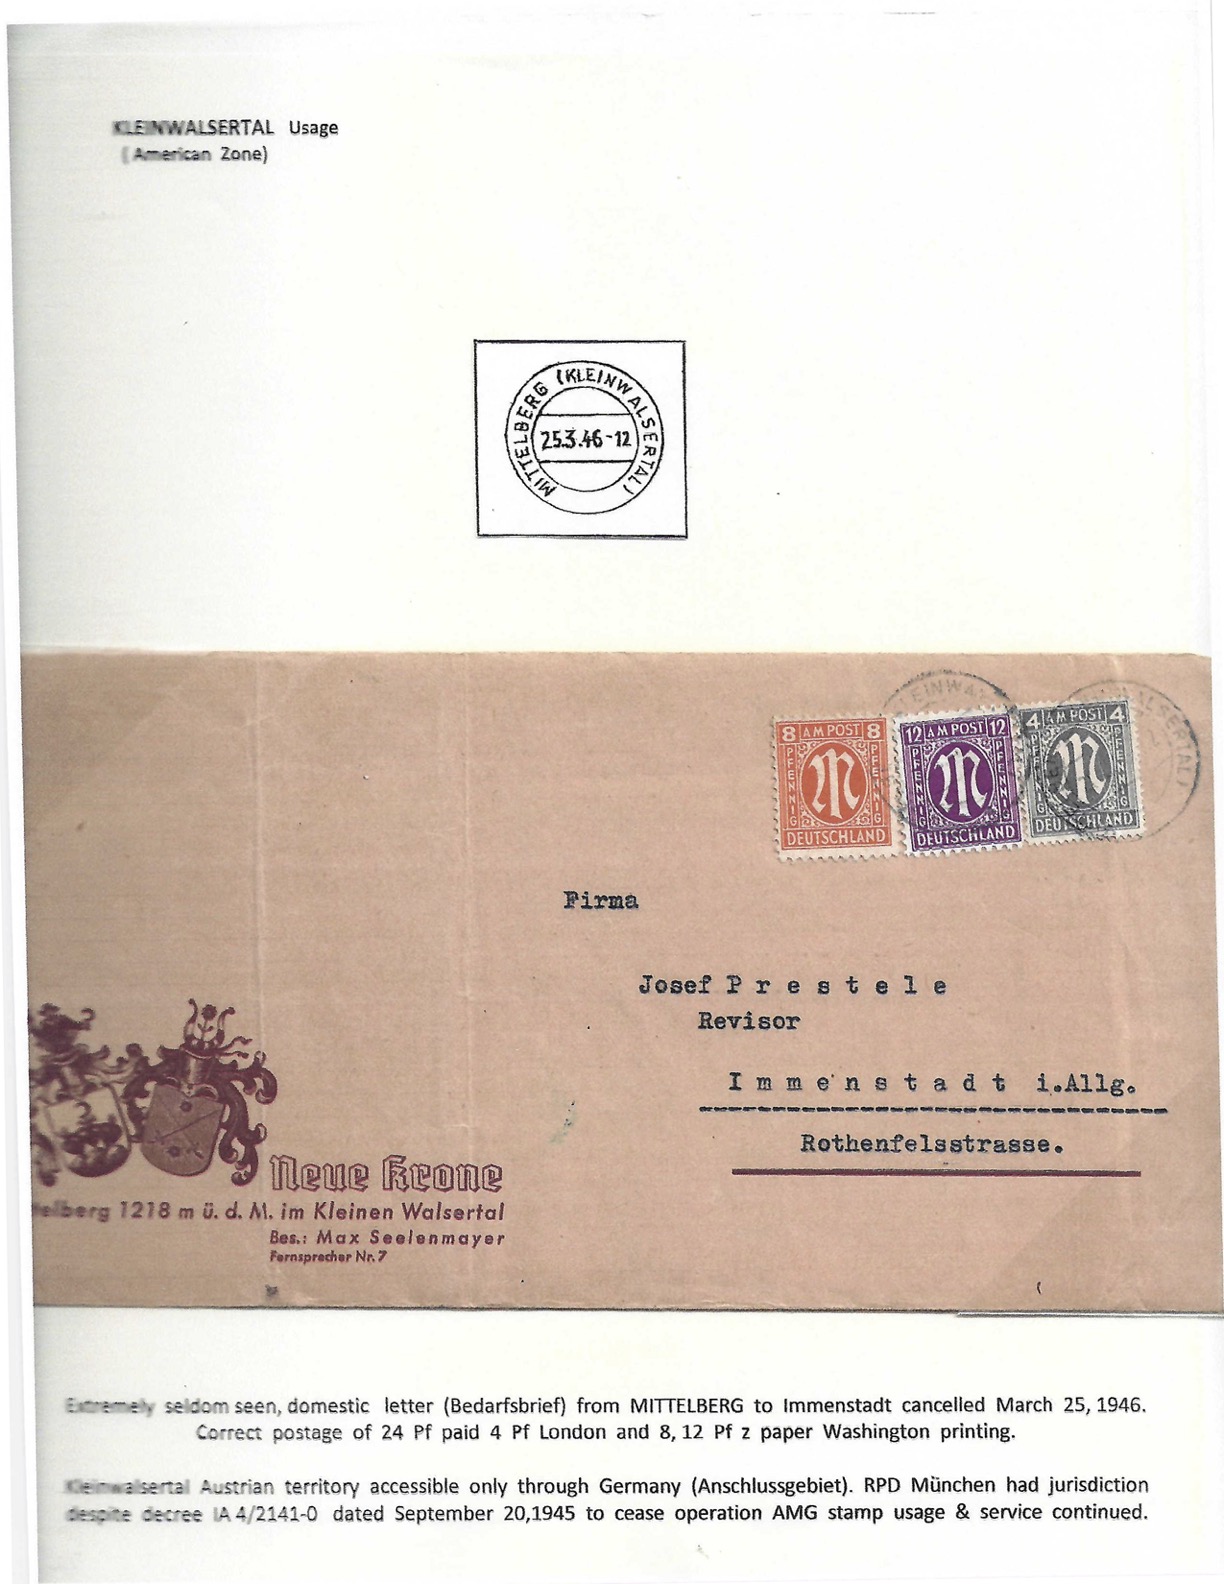 KLEINWALSERTAL Usage
( American Zone)
MITTELBERG (KLEINWALSERTAL)
25.3.46-12
8 AM POST 8
PFENNIG PFENNIG
DEUTSCHLAND
12 AM POST 12
PFENNIG PFENNIG
DEUTSCHLAND
4 AM POST 4
PFENNIG PFENNIG
DEUTSCHLAND
Firma
Josef P r e s t e l e
Revisor
I m m e n s t a d t i.Allg.
Rothenfelsstrasse.
Neue Krone
telberg 1218 m ü. d. M. im Kleinen Walsertal
Bes.: Max Seelenmayer
Fernsprecher Nr. 7
Extremely seldom seen, domestic letter (Bedarfsbrief) from MITTELBERG to Immenstadt cancelled March 25, 1946.
Correct postage of 24 Pf paid 4 Pf London and 8, 12 Pf z paper Washington printing.
Kleinwalsertal Austrian territory accessible only through Germany (Anschlussgebiet). RPD München had jurisdiction
despite decree IA 4/2141-0 dated September 20,1945 to cease operation AMG stamp usage & service continued.